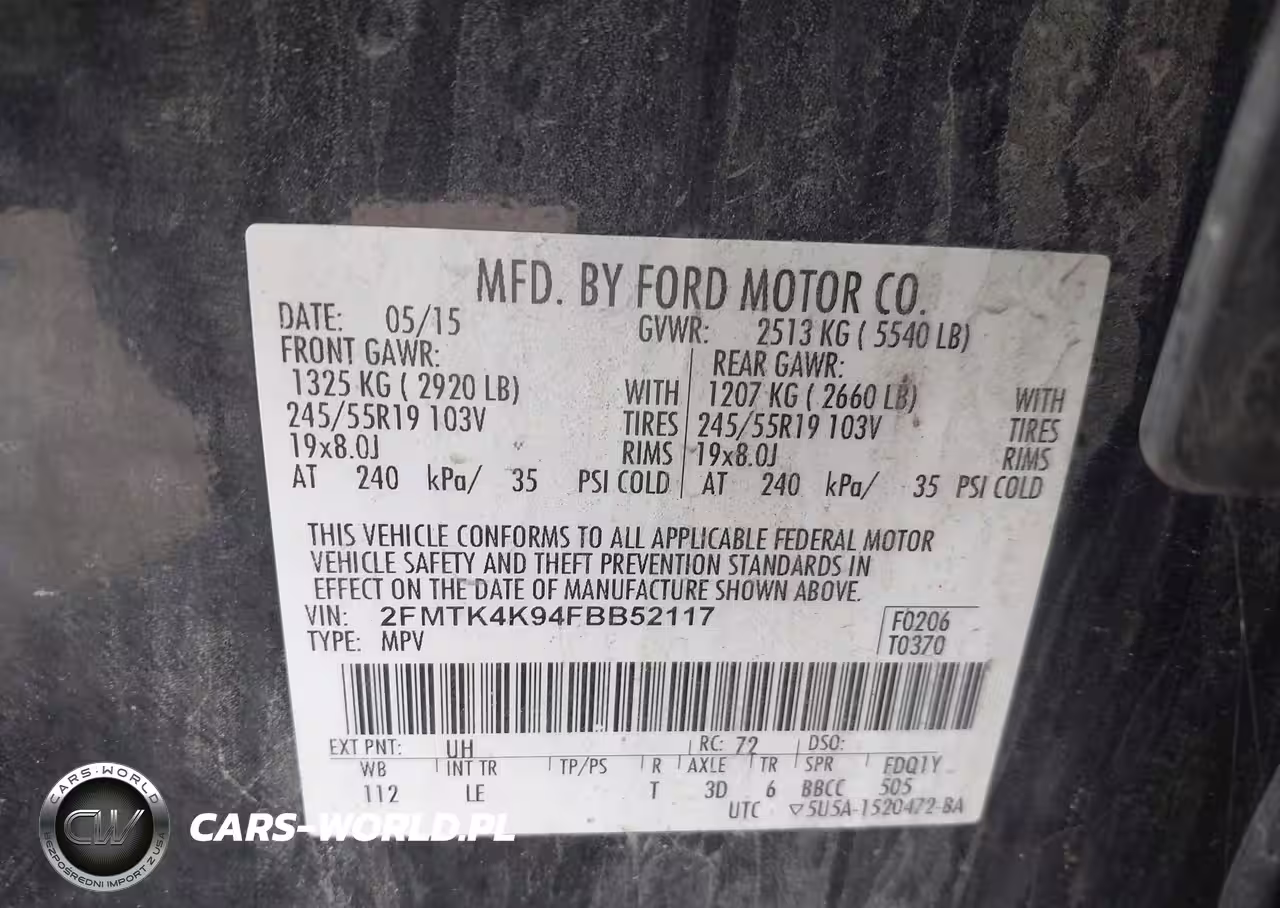 MFD. BY FORD MOTOR CO.
DATE: 05/15 GVWR: 2513 KG ( 5540 LB)
FRONT GAWR: REAR GAWR:
1325 KG ( 2920 LB) WITH 1207 KG ( 2660 LB) WITH
245/55R19 103V TIRES 245/55R19 103V TIRES
19x8.0J RIMS 19x8.0J RIMS
AT 240 kPa/ 35 PSI COLD AT 240 kPa/ 35 PSI COLD
THIS VEHICLE CONFORMS TO ALL APPLICABLE FEDERAL MOTOR
VEHICLE SAFETY AND THEFT PREVENTION STANDARDS IN
EFFECT ON THE DATE OF MANUFACTURE SHOWN ABOVE.
VIN: 2FMTK4K94FBB52117 F0206
TYPE: MPV T0370
EXT PNT: UH RC: 72 DSO:
WB INT TR TP/PS R AXLE TR SPR FDQ1Y
112 LE T 3D 6 BBCC 505
UTC ▽5U5A-1520472-BA
CARS-WORLD
CW
BEZPOŚREDNI IMPORT Z USA
CARS-WORLD.PL